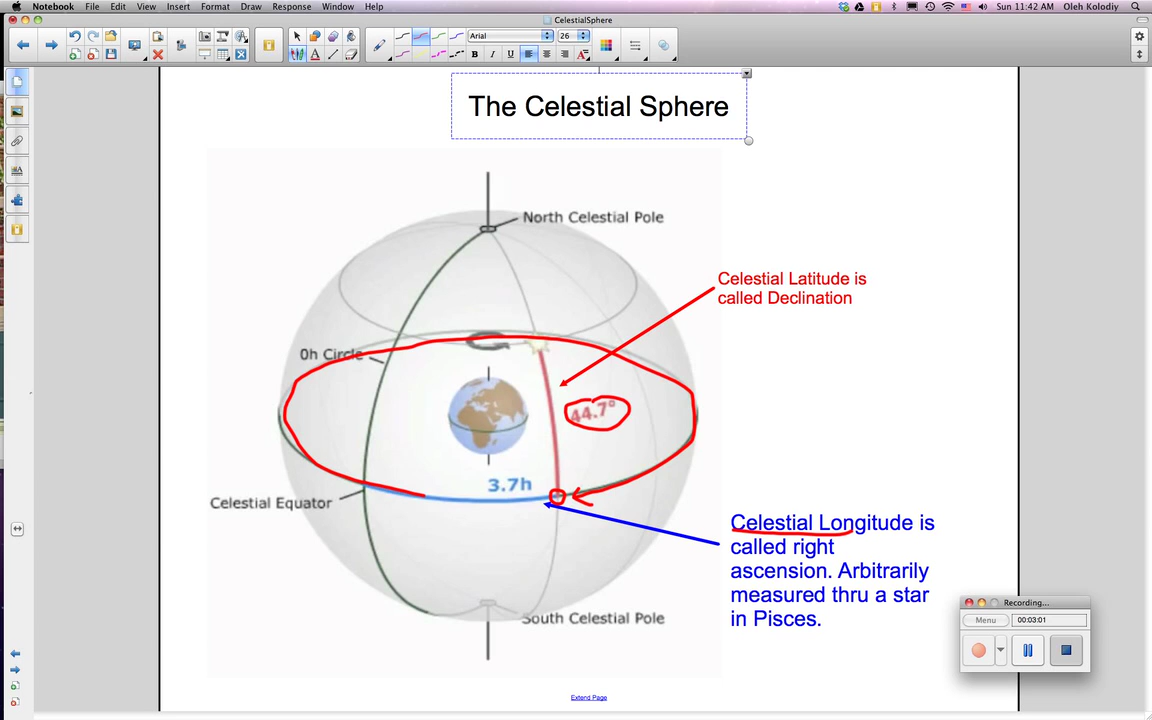 Notebook File Edit View Insert Format Draw Response Window Help Sun 11:42 AM Oleh Kolodiy
CelestialSphere
Arial 26
B I U A
The Celestial Sphere
North Celestial Pole
Celestial Latitude is
called Declination
0h Circle
44.7°
3.7h
Celestial Equator
Celestial Longitude is
called right
ascension. Arbitrarily
measured thru a star
in Pisces.
South Celestial Pole
Recording...
Menu 00:03:01
Extend Page